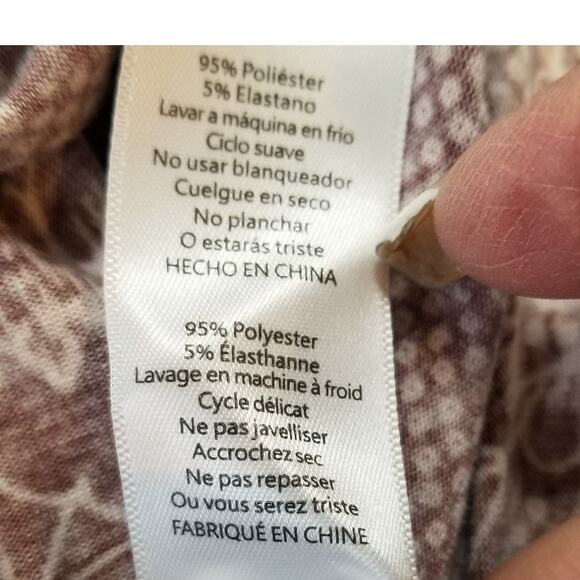 95% Poliéster
5% Elastano
Lavar a máquina en frío
Ciclo suave
No usar blanqueador
Cuelgue en seco
No planchar
O estarás triste
HECHO EN CHINA
95% Polyester
5% Élasthanne
Lavage en machine à froid
Cycle délicat
Ne pas javelliser
Accrochez sec
Ne pas repasser
Ou vous serez triste
FABRIQUÉ EN CHINE